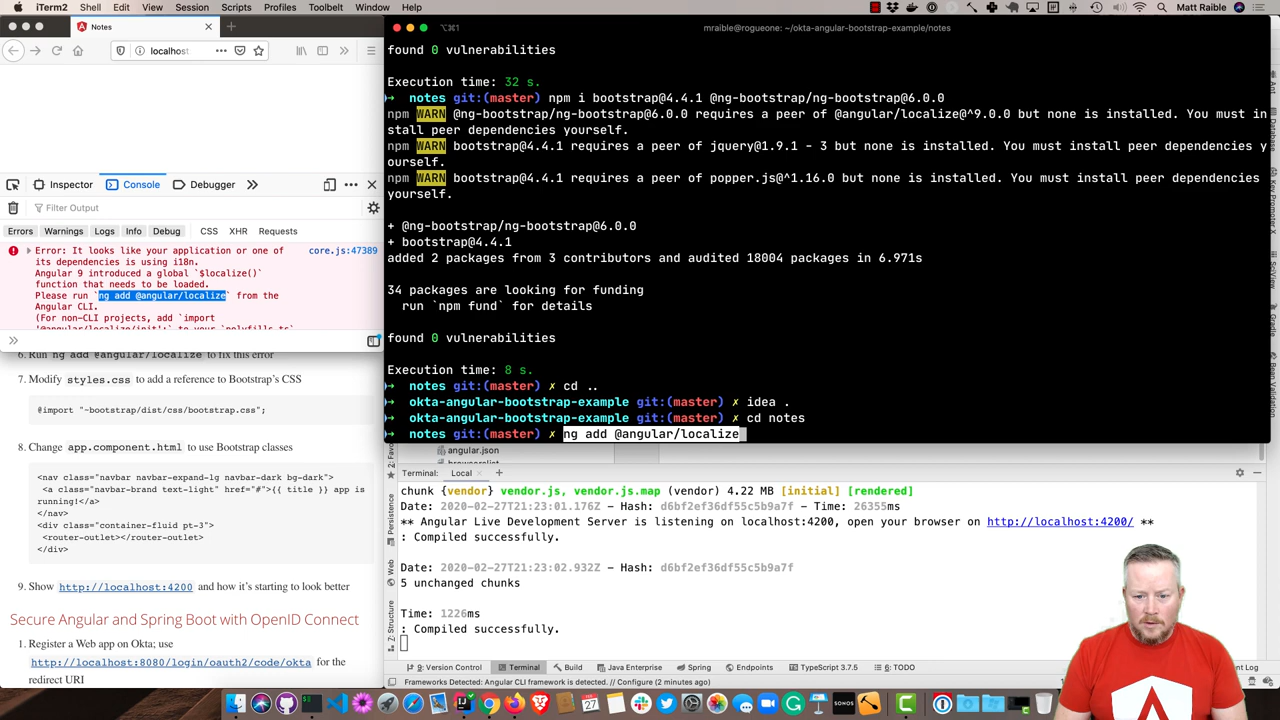 iTerm2 Shell Edit View Session Scripts Profiles Toolbelt Window Help
Matt Raible
Notes
localhost
Inspector Console Debugger
Filter Output
Errors Warnings Logs Info Debug CSS XHR Requests
Error: It looks like your application or one of core.js:47389
its dependencies is using i18n.
Angular 9 introduced a global `$localize()`
function that needs to be loaded.
Please run `ng add @angular/localize` from the
Angular CLI.
(For non-CLI projects, add `import
'@angular/localize/init';` to your `polyfills.ts`
6. Run ng add @angular/localize to fix this error
7. Modify styles.css to add a reference to Bootstrap's CSS
@import "~bootstrap/dist/css/bootstrap.css";
8. Change app.component.html to use Bootstrap classes
<nav class="navbar navbar-expand-lg navbar-dark bg-dark">
<a class="navbar-brand text-light" href="#">{{ title }} app is
running!</a>
</nav>
<div class="container-fluid pt-3">
<router-outlet></router-outlet>
</div>
9. Show http://localhost:4200 and how it's starting to look better
Secure Angular and Spring Boot with OpenID Connect
1. Register a Web app on Okta; use
http://localhost:8080/login/oauth2/code/okta for the
redirect URI
⌥⌘1 mraible@rogueone: ~/okta-angular-bootstrap-example/notes
found 0 vulnerabilities
Execution time: 32 s.
→ notes git:(master) npm i bootstrap@4.4.1 @ng-bootstrap/ng-bootstrap@6.0.0
npm WARN @ng-bootstrap/ng-bootstrap@6.0.0 requires a peer of @angular/localize@^9.0.0 but none is installed. You must in
stall peer dependencies yourself.
npm WARN bootstrap@4.4.1 requires a peer of jquery@1.9.1 - 3 but none is installed. You must install peer dependencies y
ourself.
npm WARN bootstrap@4.4.1 requires a peer of popper.js@^1.16.0 but none is installed. You must install peer dependencies
yourself.
+ @ng-bootstrap/ng-bootstrap@6.0.0
+ bootstrap@4.4.1
added 2 packages from 3 contributors and audited 18004 packages in 6.971s
34 packages are looking for funding
run `npm fund` for details
found 0 vulnerabilities
Execution time: 8 s.
→ notes git:(master) ✗ cd ..
→ okta-angular-bootstrap-example git:(master) ✗ idea .
→ okta-angular-bootstrap-example git:(master) ✗ cd notes
→ notes git:(master) ✗ ng add @angular/localize
angular.json
browserslist
Terminal: Local +
chunk {vendor} vendor.js, vendor.js.map (vendor) 4.22 MB [initial] [rendered]
Date: 2020-02-27T21:23:01.176Z - Hash: d6bf2ef36df55c5b9a7f - Time: 26355ms
** Angular Live Development Server is listening on localhost:4200, open your browser on http://localhost:4200/ **
: Compiled successfully.
Date: 2020-02-27T21:23:02.932Z - Hash: d6bf2ef36df55c5b9a7f
5 unchanged chunks
Time: 1226ms
: Compiled successfully.
2: Favorites
Persistence
Web
Z: Structure
9: Version Control Terminal Build Java Enterprise Spring Endpoints TypeScript 3.7.5 6: TODO
Frameworks Detected: Angular CLI framework is detected. // Configure (2 minutes ago)
27
SONOS